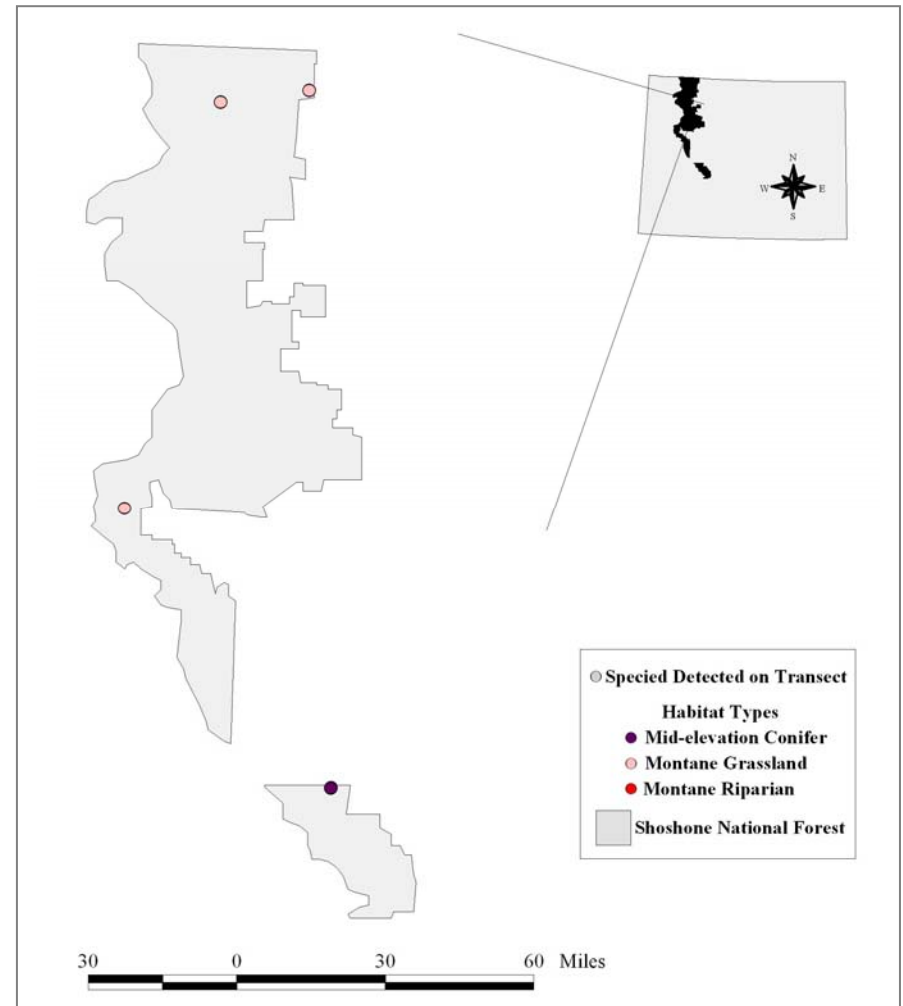 N
W E
S
Specied Detected on Transect
Habitat Types
Mid-elevation Conifer
Montane Grassland
Montane Riparian
Shoshone National Forest
30 0 30 60 Miles